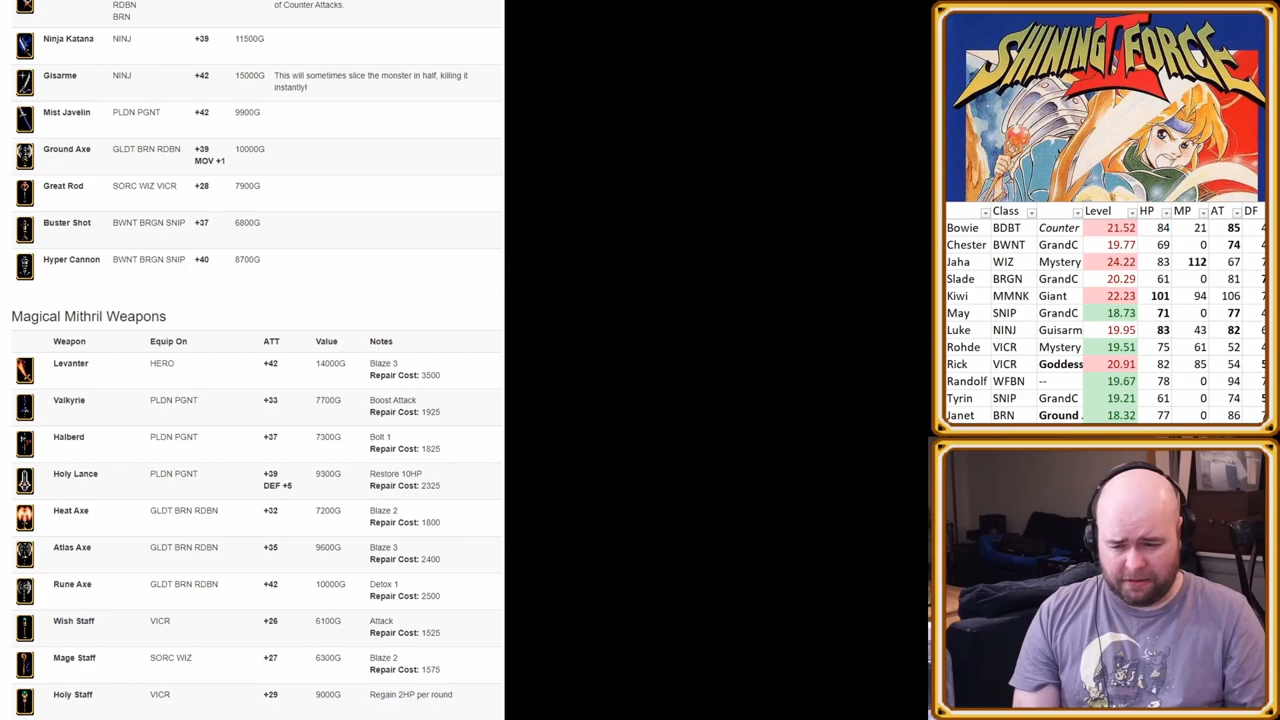 RDBN
BRN
of Counter Attacks.
Ninja Katana NINJ +39 11500G
Gisarme NINJ +42 15000G This will sometimes slice the monster in half, killing it
instantly!
Mist Javelin PLDN PGNT +42 9900G
Ground Axe GLDT BRN RDBN +39 10000G
MOV +1
Great Rod SORC WIZ VICR +28 7900G
Buster Shot BWNT BRGN SNIP +37 6800G
Hyper Cannon BWNT BRGN SNIP +40 8700G
Magical Mithril Weapons
Weapon Equip On ATT Value Notes
Levanter HERO +42 14000G Blaze 3
Repair Cost: 3500
Valkyrie PLDN PGNT +33 7700G Boost Attack
Repair Cost: 1925
Halberd PLDN PGNT +37 7300G Bolt 1
Repair Cost: 1825
Holy Lance PLDN PGNT +39 9300G Restore 10HP
DEF +5 Repair Cost: 2325
Heat Axe GLDT BRN RDBN +32 7200G Blaze 2
Repair Cost: 1800
Atlas Axe GLDT BRN RDBN +35 9600G Blaze 3
Repair Cost: 2400
Rune Axe GLDT BRN RDBN +42 10000G Detox 1
Repair Cost: 2500
Wish Staff VICR +26 6100G Attack
Repair Cost: 1525
Mage Staff SORC WIZ +27 6300G Blaze 2
Repair Cost: 1575
Holy Staff VICR +29 9000G Regain 2HP per round
SHINING FORCE
II
Class Level HP MP AT DF
Bowie BDBT Counter 21.52 84 21 85
Chester BWNT GrandC 19.77 69 0 74
Jaha WIZ Mystery 24.22 83 112 67
Slade BRGN GrandC 20.29 61 0 81
Kiwi MMNK Giant 22.23 101 94 106
May SNIP GrandC 18.73 71 0 77
Luke NINJ Guisarm 19.95 83 43 82
Rohde VICR Mystery 19.51 75 61 52
Rick VICR Goddess 20.91 82 85 54
Randolf WFBN -- 19.67 78 0 94
Tyrin SNIP GrandC 19.21 61 0 74
Janet BRN Ground 18.32 77 0 86